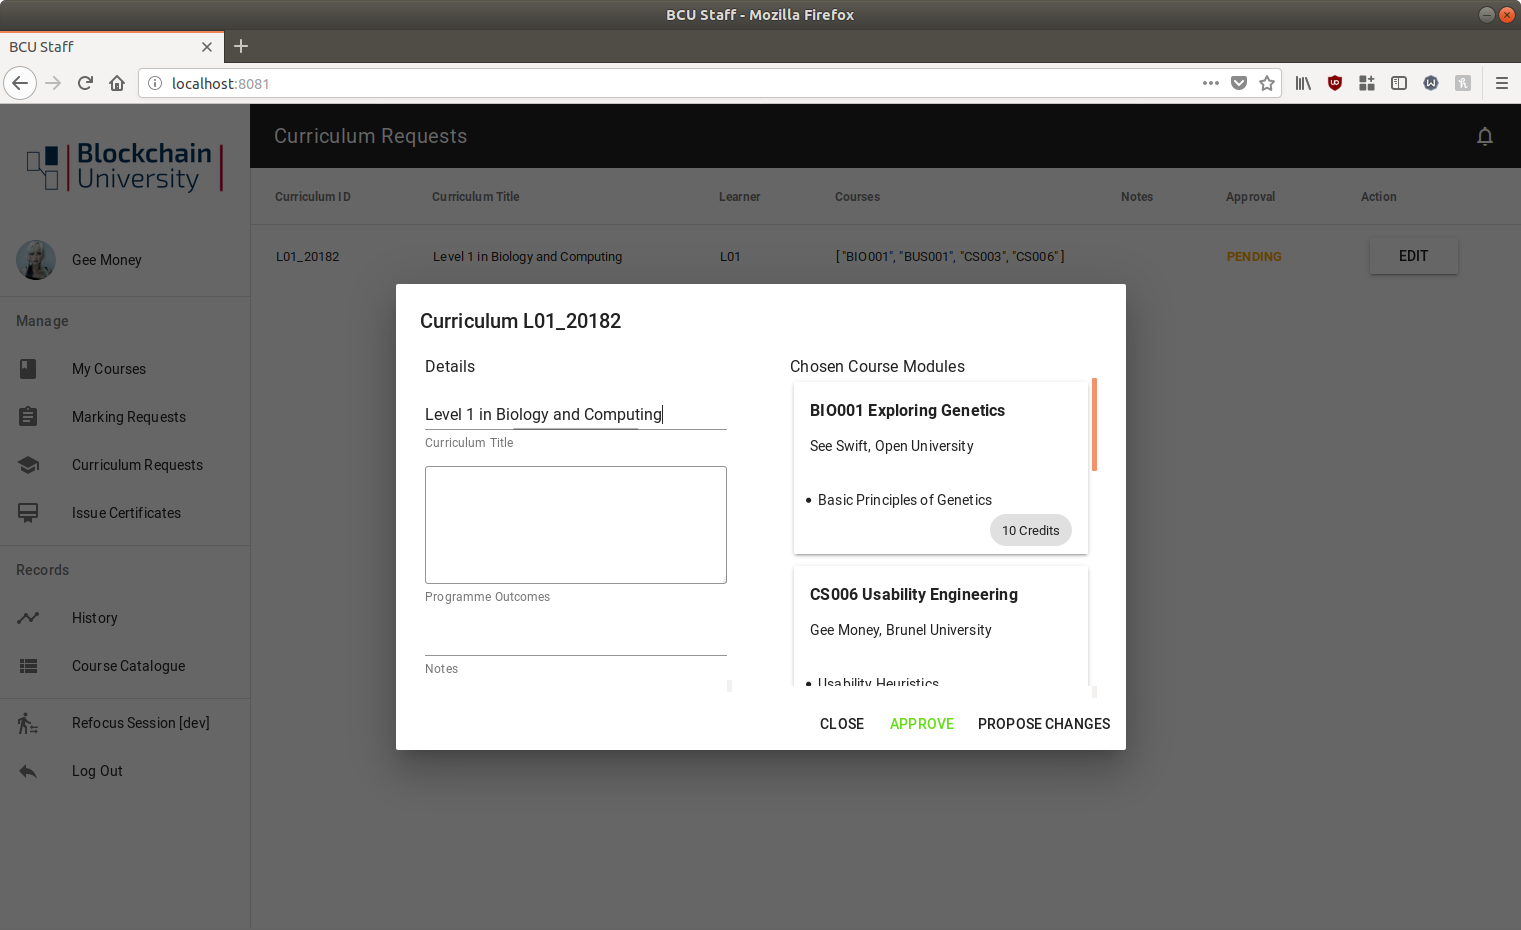 BCU Staff - Mozilla Firefox
BCU Staff
localhost:8081
Blockchain
University
Curriculum Requests
Gee Money
Manage
My Courses
Marking Requests
Curriculum Requests
Issue Certificates
Records
History
Course Catalogue
Refocus Session [dev]
Log Out
Curriculum ID Curriculum Title Learner Courses Notes Approval Action
L01_20182 Level 1 in Biology and Computing L01 [ "BIO001", "BUS001", "CS003", "CS006" ] PENDING EDIT
Curriculum L01_20182
Details
Level 1 in Biology and Computing
Curriculum Title
Programme Outcomes
Notes
Chosen Course Modules
BIO001 Exploring Genetics
See Swift, Open University
• Basic Principles of Genetics
10 Credits
CS006 Usability Engineering
Gee Money, Brunel University
• Usability Heuristics
CLOSE APPROVE PROPOSE CHANGES